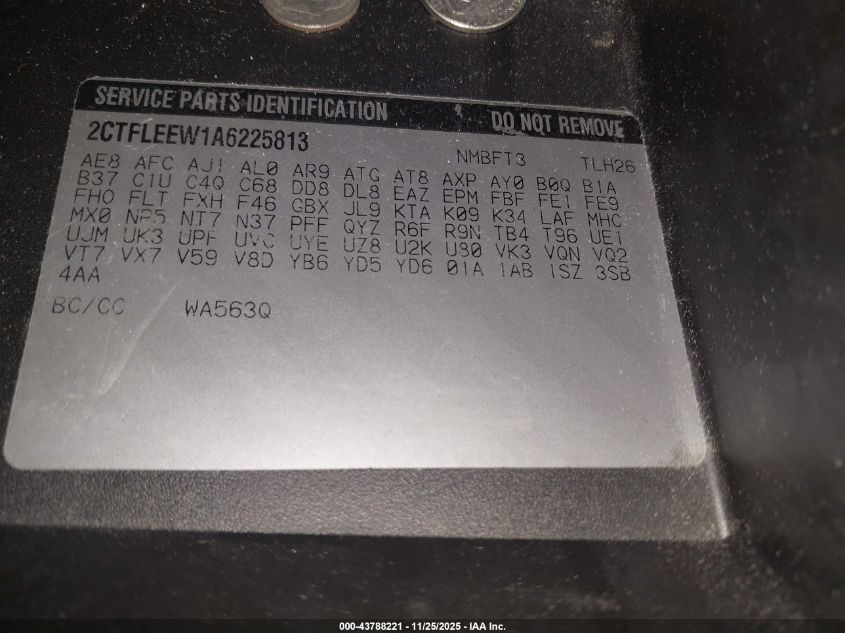 SERVICE PARTS IDENTIFICATION DO NOT REMOVE
2CTFLEEW1A6225813 NMBFT3 TLH26
AE8 AFC AJ1 AL0 AR9 ATG AT8 AXP AY0 B0Q B1A
B37 C1U C4Q C68 DD8 DL8 EAZ EPM FBF FE1 FE9
FHO FLT FXH F46 GBX JL9 KTA K09 K34 LAF MHC
MX0 NP5 NT7 N37 PFF QYZ R6F R9N TB4 T96 UE1
UJM UK3 UPF UVC UYE UZ8 U2K U90 VK3 VQN VQ2
VT7 VX7 V59 V8D YB6 YD5 YD6 01A 1AB 1SZ 3SB
4AA
BC/CC WA563Q
000-43788221 - 11/25/2025 - IAA Inc.